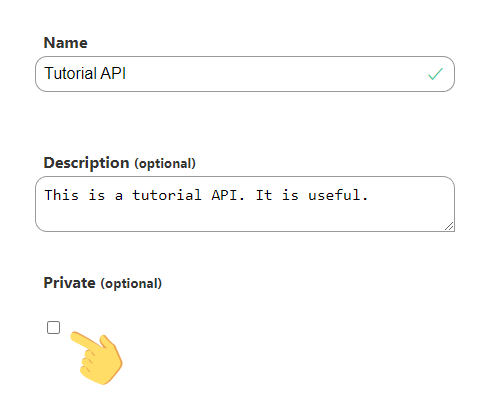 Name
Tutorial API
Description (optional)
This is a tutorial API. It is useful.
Private (optional)